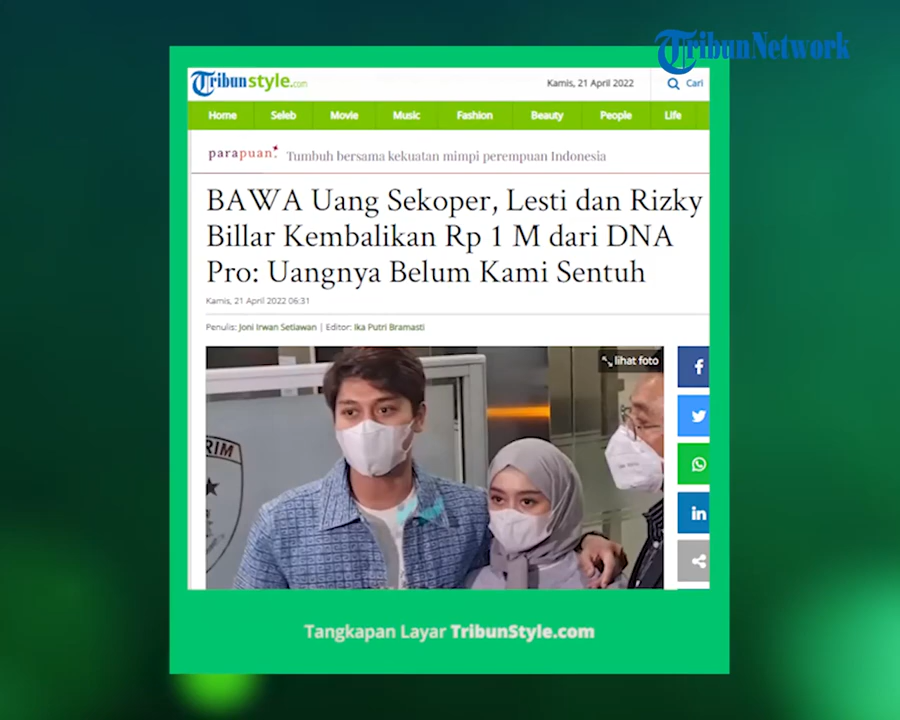 TribunNetwork
Tribunstyle.com
Kamis, 21 April 2022
Cari
Home Seleb Movie Music Fashion Beauty People Life
parapuan. Tumbuh bersama kekuatan mimpi perempuan Indonesia
BAWA Uang Sekoper, Lesti dan Rizky
Billar Kembalikan Rp 1 M dari DNA
Pro: Uangnya Belum Kami Sentuh
Kamis, 21 April 2022 06:31
Penulis: Joni Irwan Setiawan | Editor: Ika Putri Bramasti
lihat foto
RIM
Tangkapan Layar TribunStyle.com